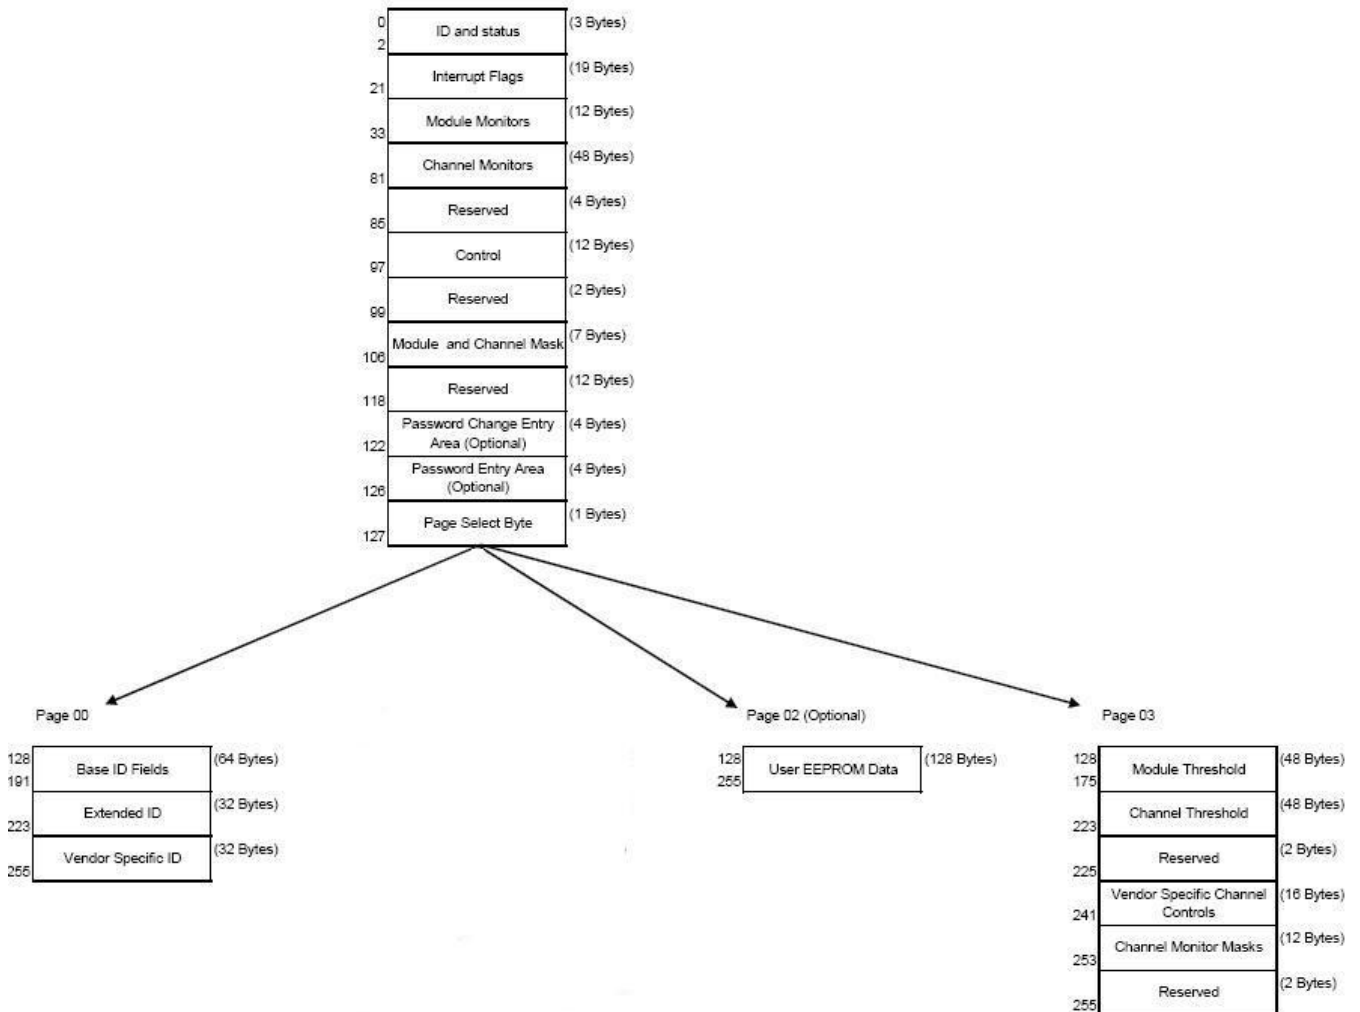 0 ID and status (3 Bytes)
2
Interrupt Flags (19 Bytes)
21
Module Monitors (12 Bytes)
33
Channel Monitors (48 Bytes)
81
Reserved (4 Bytes)
85
Control (12 Bytes)
97
Reserved (2 Bytes)
99
Module and Channel Mask (7 Bytes)
106
Reserved (12 Bytes)
118
Password Change Entry (4 Bytes)
Area (Optional)
122
Password Entry Area (4 Bytes)
(Optional)
126
Page Select Byte (1 Bytes)
127
Page 00
128 Base ID Fields (64 Bytes)
191
Extended ID (32 Bytes)
223
Vendor Specific ID (32 Bytes)
255
Page 02 (Optional)
128 User EEPROM Data (128 Bytes)
255
Page 03
128 Module Threshold (48 Bytes)
175
Channel Threshold (48 Bytes)
223
Reserved (2 Bytes)
225
Vendor Specific Channel (16 Bytes)
Controls
241
Channel Monitor Masks (12 Bytes)
253
Reserved (2 Bytes)
255